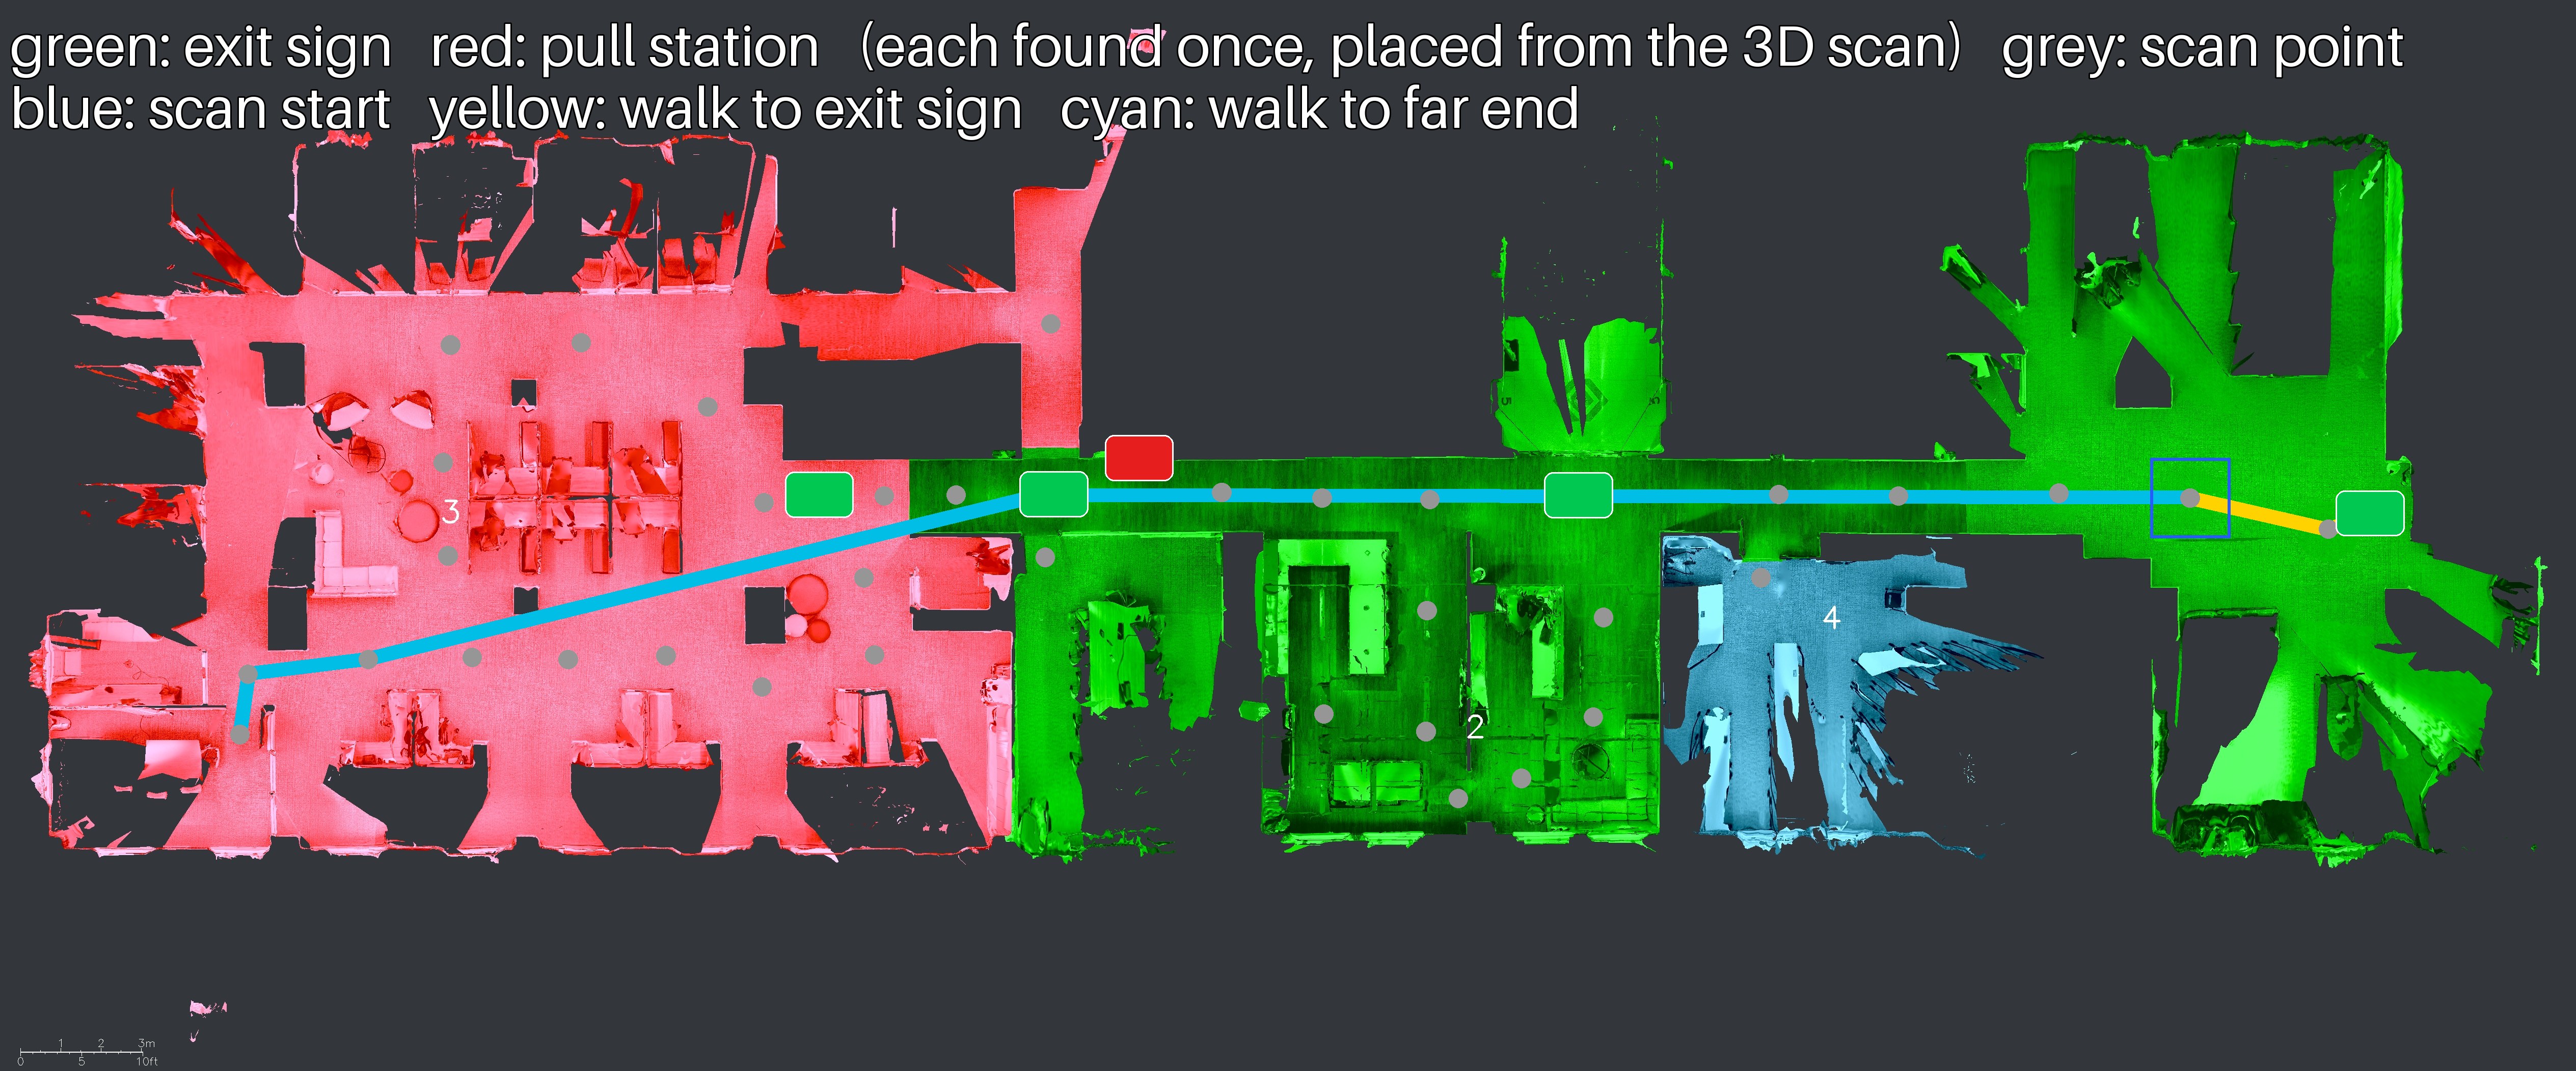 green: exit sign red: pull station (each found once, placed from the 3D scan) grey: scan point
blue: scan start yellow: walk to exit sign cyan: walk to far end
3
4
2
1 2 3m
0 5 10ft